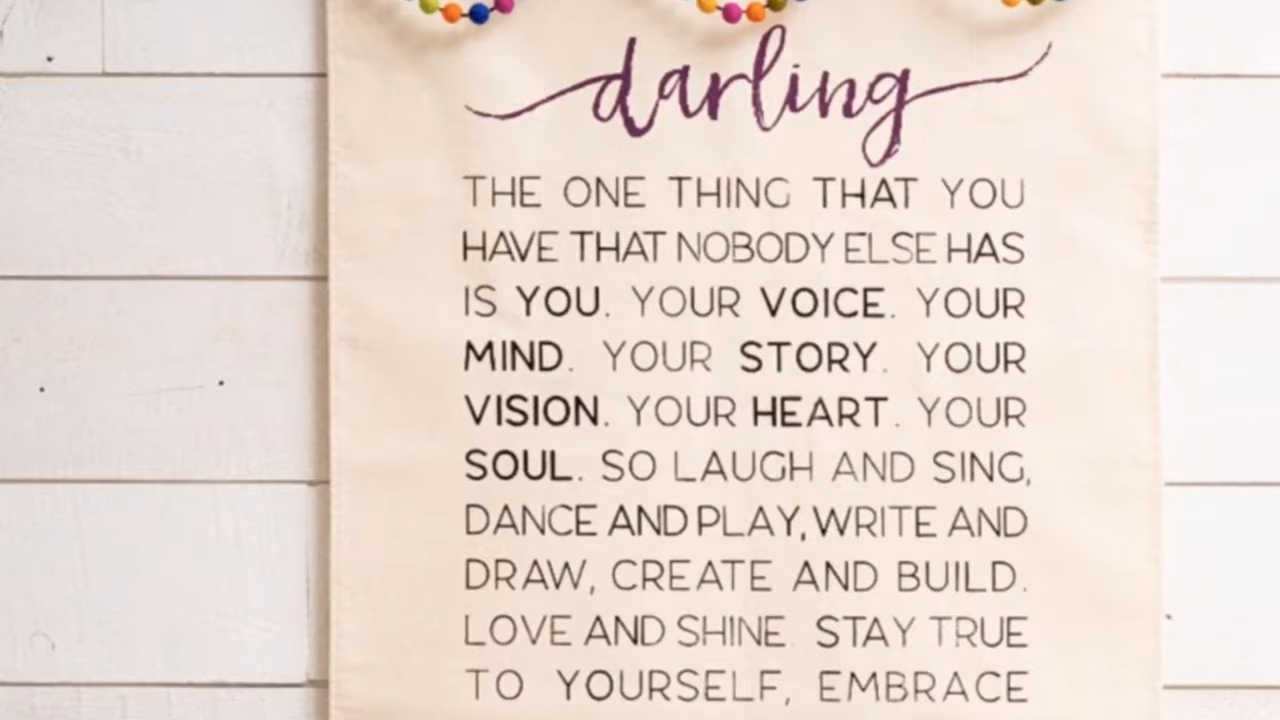 darling
THE ONE THING THAT YOU
HAVE THAT NOBODY ELSE HAS
IS YOU. YOUR VOICE. YOUR
MIND. YOUR STORY. YOUR
VISION. YOUR HEART. YOUR
SOUL. SO LAUGH AND SING,
DANCE AND PLAY, WRITE AND
DRAW, CREATE AND BUILD.
LOVE AND SHINE. STAY TRUE
TO YOURSELF, EMBRACE